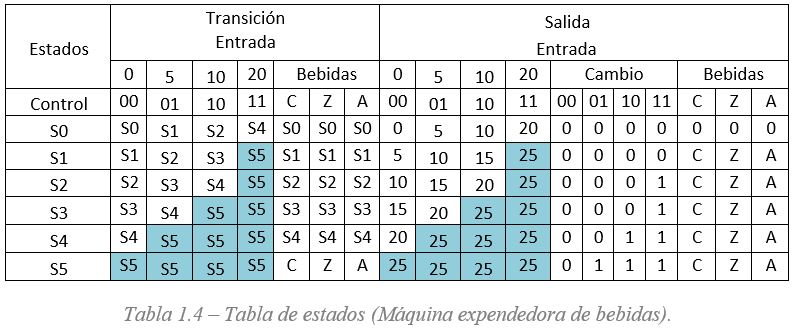 Estados Transición Entrada Salida Entrada
0 5 10 20 Bebidas 0 5 10 20 Cambio Bebidas
Control 00 01 10 11 C Z A 00 01 10 11 00 01 10 11 C Z A
S0 S0 S1 S2 S4 S0 S0 S0 0 5 10 20 0 0 0 0 0 0 0
S1 S1 S2 S3 S5 S1 S1 S1 5 10 15 25 0 0 0 0 C Z A
S2 S2 S3 S4 S5 S2 S2 S2 10 15 20 25 0 0 0 1 C Z A
S3 S3 S4 S5 S5 S3 S3 S3 15 20 25 25 0 0 0 1 C Z A
S4 S4 S5 S5 S5 S4 S4 S4 20 25 25 25 0 0 1 1 C Z A
S5 S5 S5 S5 S5 C Z A 25 25 25 25 0 1 1 1 C Z A
Tabla 1.4 – Tabla de estados (Máquina expendedora de bebidas).